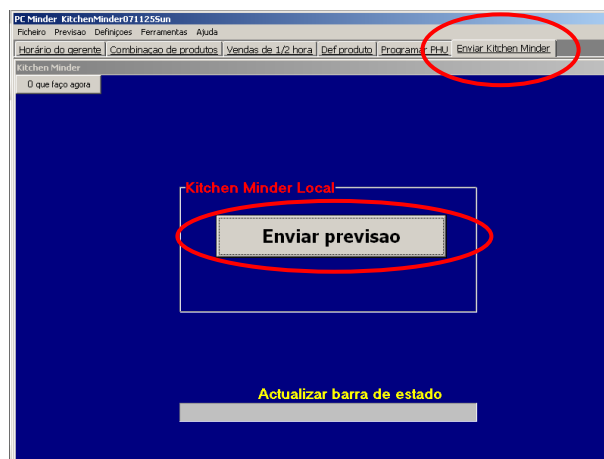 PC Minder KitchenMinder071125Sun
Ficheiro Previsao Definiçoes Ferramentas Ajuda
Horário do gerente Combinaçao de produtos Vendas de 1/2 hora Def produto Programar PHU Enviar Kitchen Minder
Kitchen Minder
O que faço agora
Kitchen Minder Local
Enviar previsao
Actualizar barra de estado